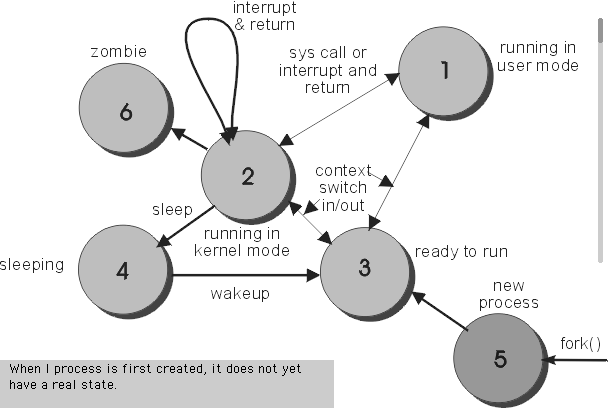 interrupt
& return
zombie
sys call or
interrupt and
return
running in
user mode
1
6
2
context
switch
in/out
sleep
running in
kernel mode
ready to run
3
sleeping
4
wakeup
new
process
5
fork()
When I process is first created, it does not yet
have a real state.